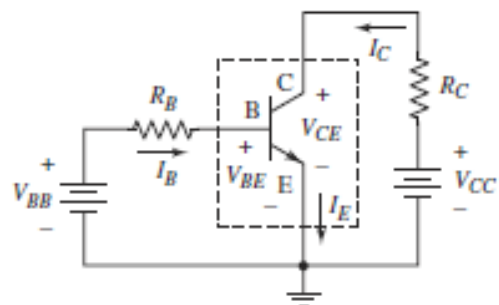 I_C
C
R_C
R_B
B
+
V_CE
+
+
I_B
V_BE
E
–
+
V_BB
V_CC
–
I_E
–
–